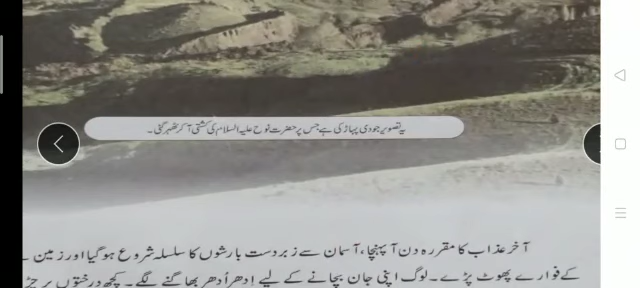 یہ تصویر جودی پہاڑ کی ہے جس پر حضرت نوح علیہ السلام کی کشتی آ کر ٹھہر گئی۔
آخر عذاب کا مقررہ دن آ پہنچا، آسمان سے زبردست بارشوں کا سلسلہ شروع ہو گیا اور زمین
کے فوارے پھوٹ پڑے۔ لوگ اپنی جان بچانے کے لیے اِدھر اُدھر بھاگنے لگے۔ کچھ درختوں پر